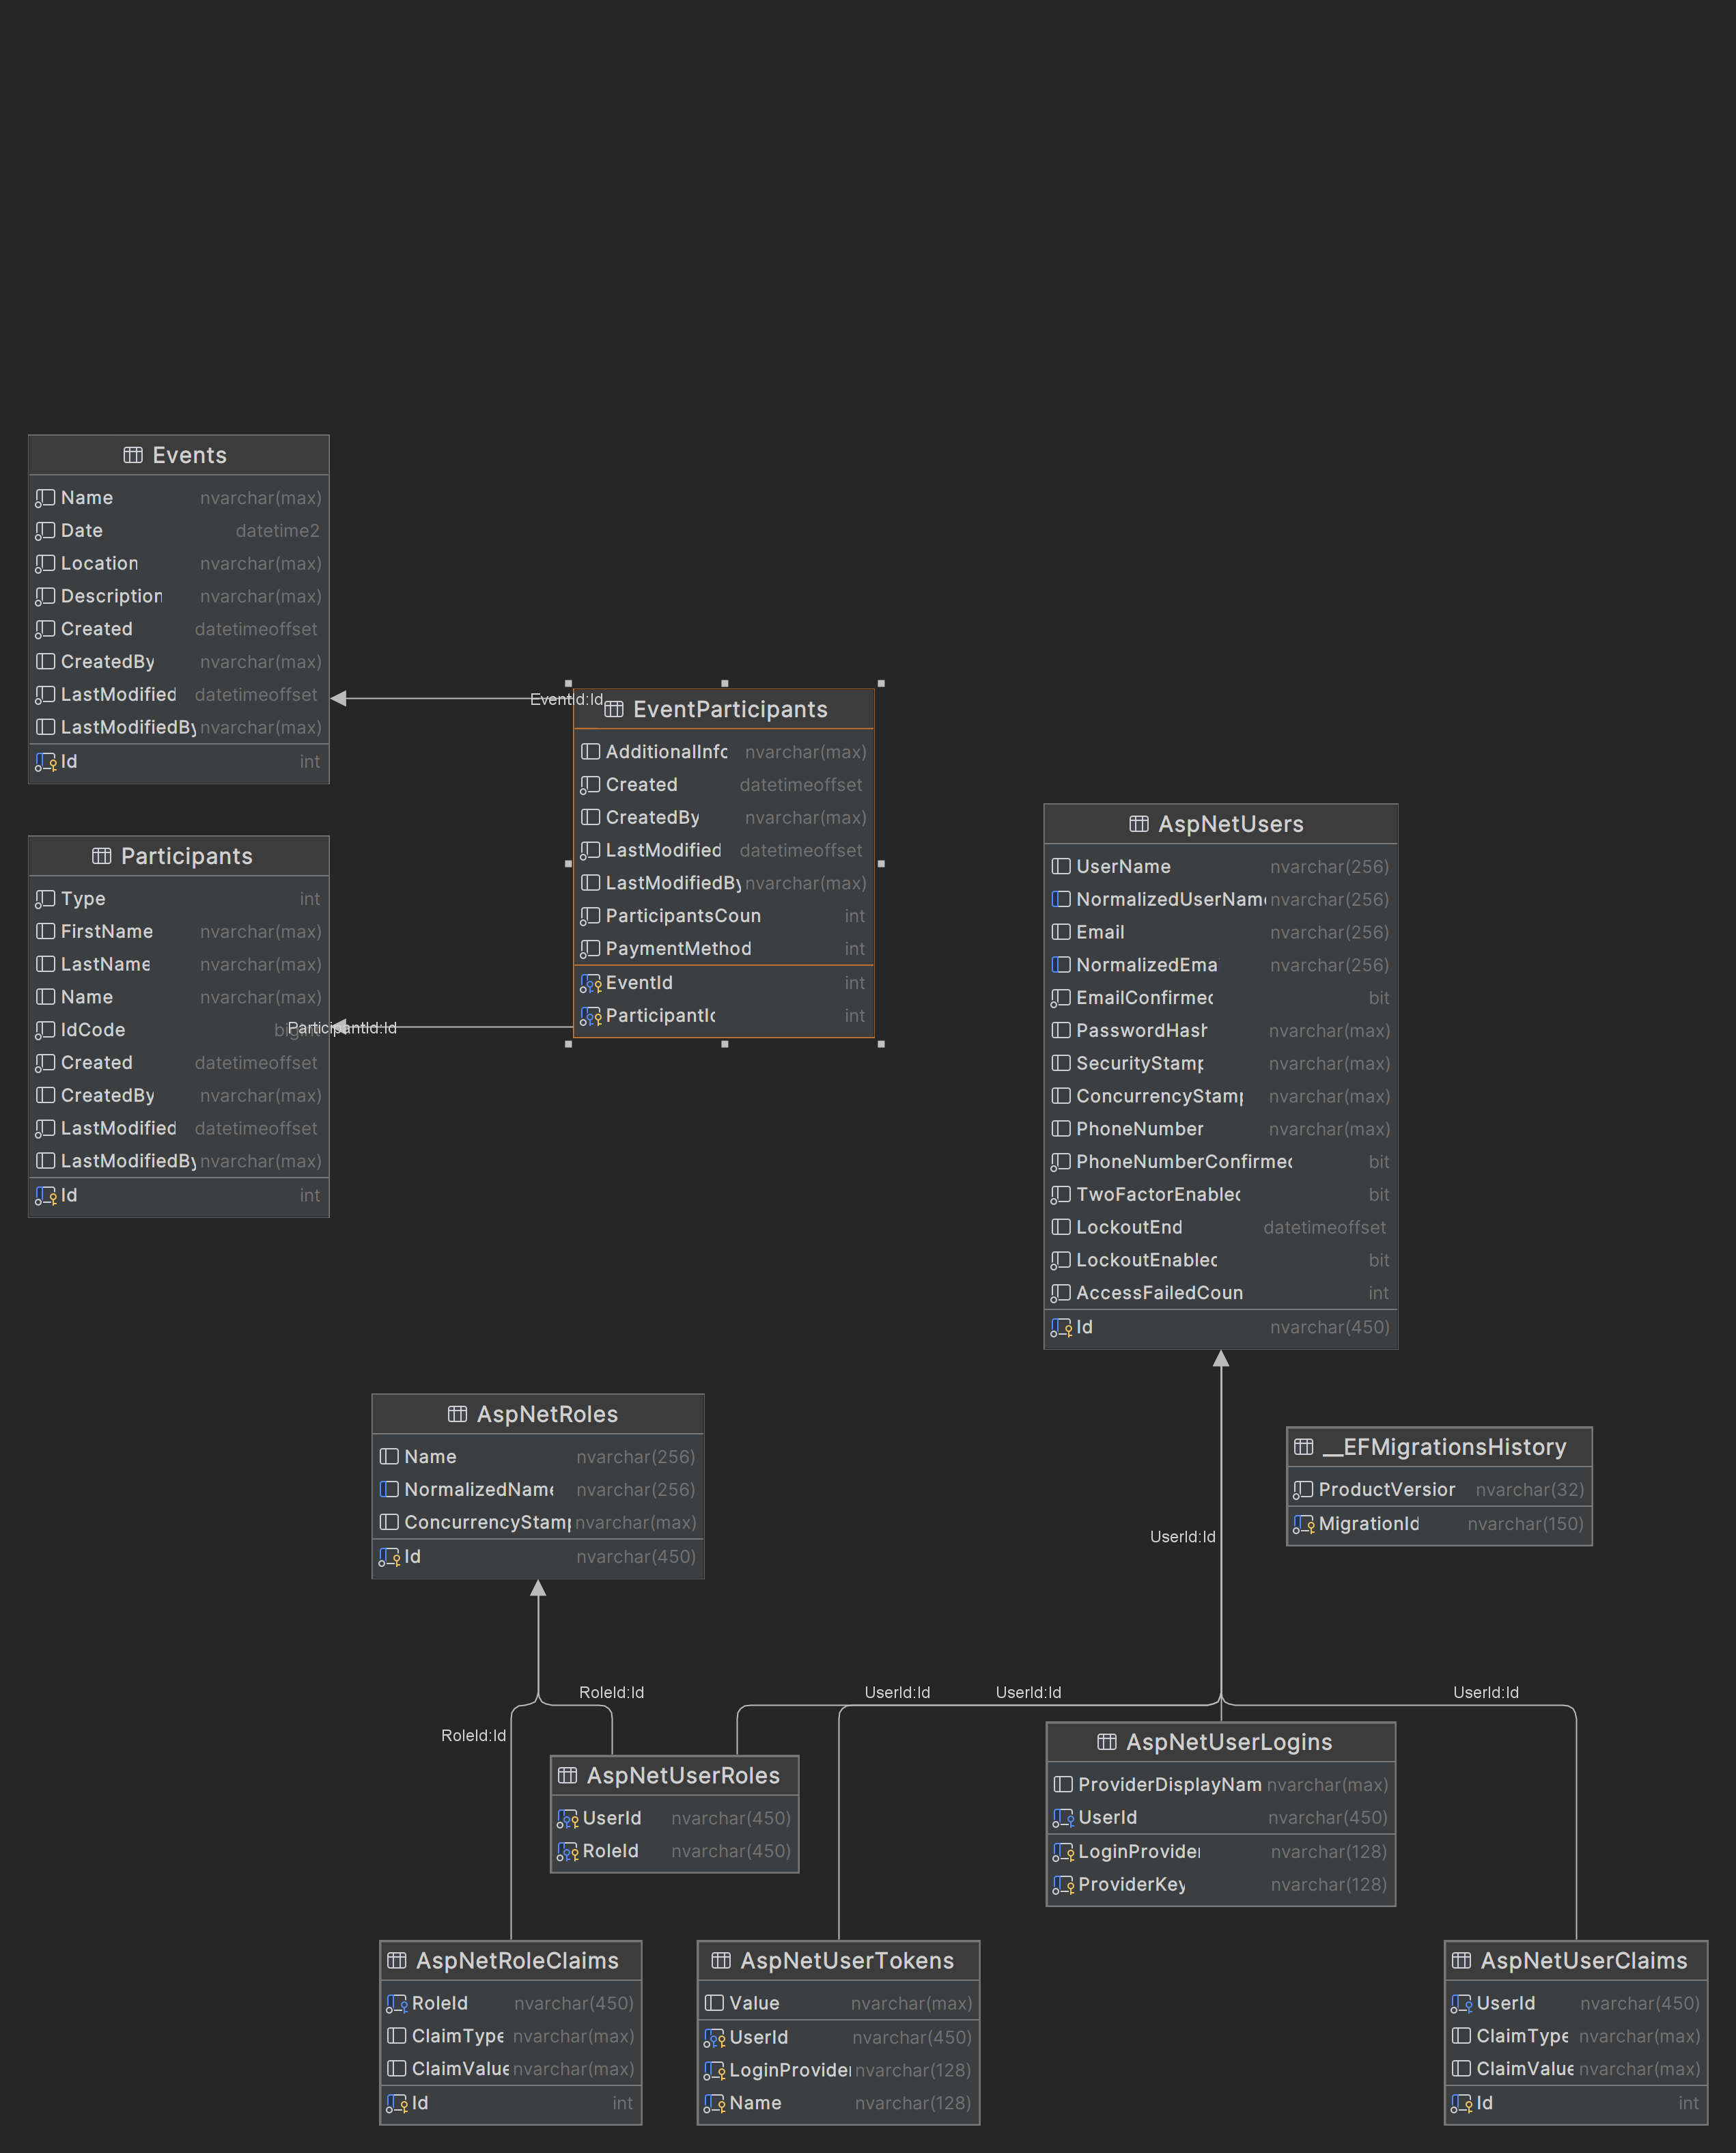 Events
Name nvarchar(max)
Date datetime2
Location nvarchar(max)
Description nvarchar(max)
Created datetimeoffset
CreatedBy nvarchar(max)
LastModified datetimeoffset
LastModifiedBy nvarchar(max)
Id int
EventId:Id
EventParticipants
AdditionalInfo nvarchar(max)
Created datetimeoffset
CreatedBy nvarchar(max)
LastModified datetimeoffset
LastModifiedBy nvarchar(max)
ParticipantsCoun int
PaymentMethod int
EventId int
ParticipantId int
Participants
Type int
FirstName nvarchar(max)
LastName nvarchar(max)
Name nvarchar(max)
IdCode bigint
ParticipantId:Id
Created datetimeoffset
CreatedBy nvarchar(max)
LastModified datetimeoffset
LastModifiedBy nvarchar(max)
Id int
AspNetUsers
UserName nvarchar(256)
NormalizedUserName nvarchar(256)
Email nvarchar(256)
NormalizedEmai nvarchar(256)
EmailConfirmed bit
PasswordHash nvarchar(max)
SecurityStamp nvarchar(max)
ConcurrencyStamp nvarchar(max)
PhoneNumber nvarchar(max)
PhoneNumberConfirmed bit
TwoFactorEnabled bit
LockoutEnd datetimeoffset
LockoutEnabled bit
AccessFailedCoun int
Id nvarchar(450)
AspNetRoles
Name nvarchar(256)
NormalizedName nvarchar(256)
ConcurrencyStamp nvarchar(max)
Id nvarchar(450)
__EFMigrationsHistory
ProductVersion nvarchar(32)
MigrationId nvarchar(150)
UserId:Id
RoleId:Id
UserId:Id
UserId:Id
UserId:Id
RoleId:Id
AspNetUserRoles
UserId nvarchar(450)
RoleId nvarchar(450)
AspNetUserLogins
ProviderDisplayNam nvarchar(max)
UserId nvarchar(450)
LoginProvider nvarchar(128)
ProviderKey nvarchar(128)
AspNetRoleClaims
RoleId nvarchar(450)
ClaimType nvarchar(max)
ClaimValue nvarchar(max)
Id int
AspNetUserTokens
Value nvarchar(max)
UserId nvarchar(450)
LoginProvider nvarchar(128)
Name nvarchar(128)
AspNetUserClaims
UserId nvarchar(450)
ClaimType nvarchar(max)
ClaimValue nvarchar(max)
Id int